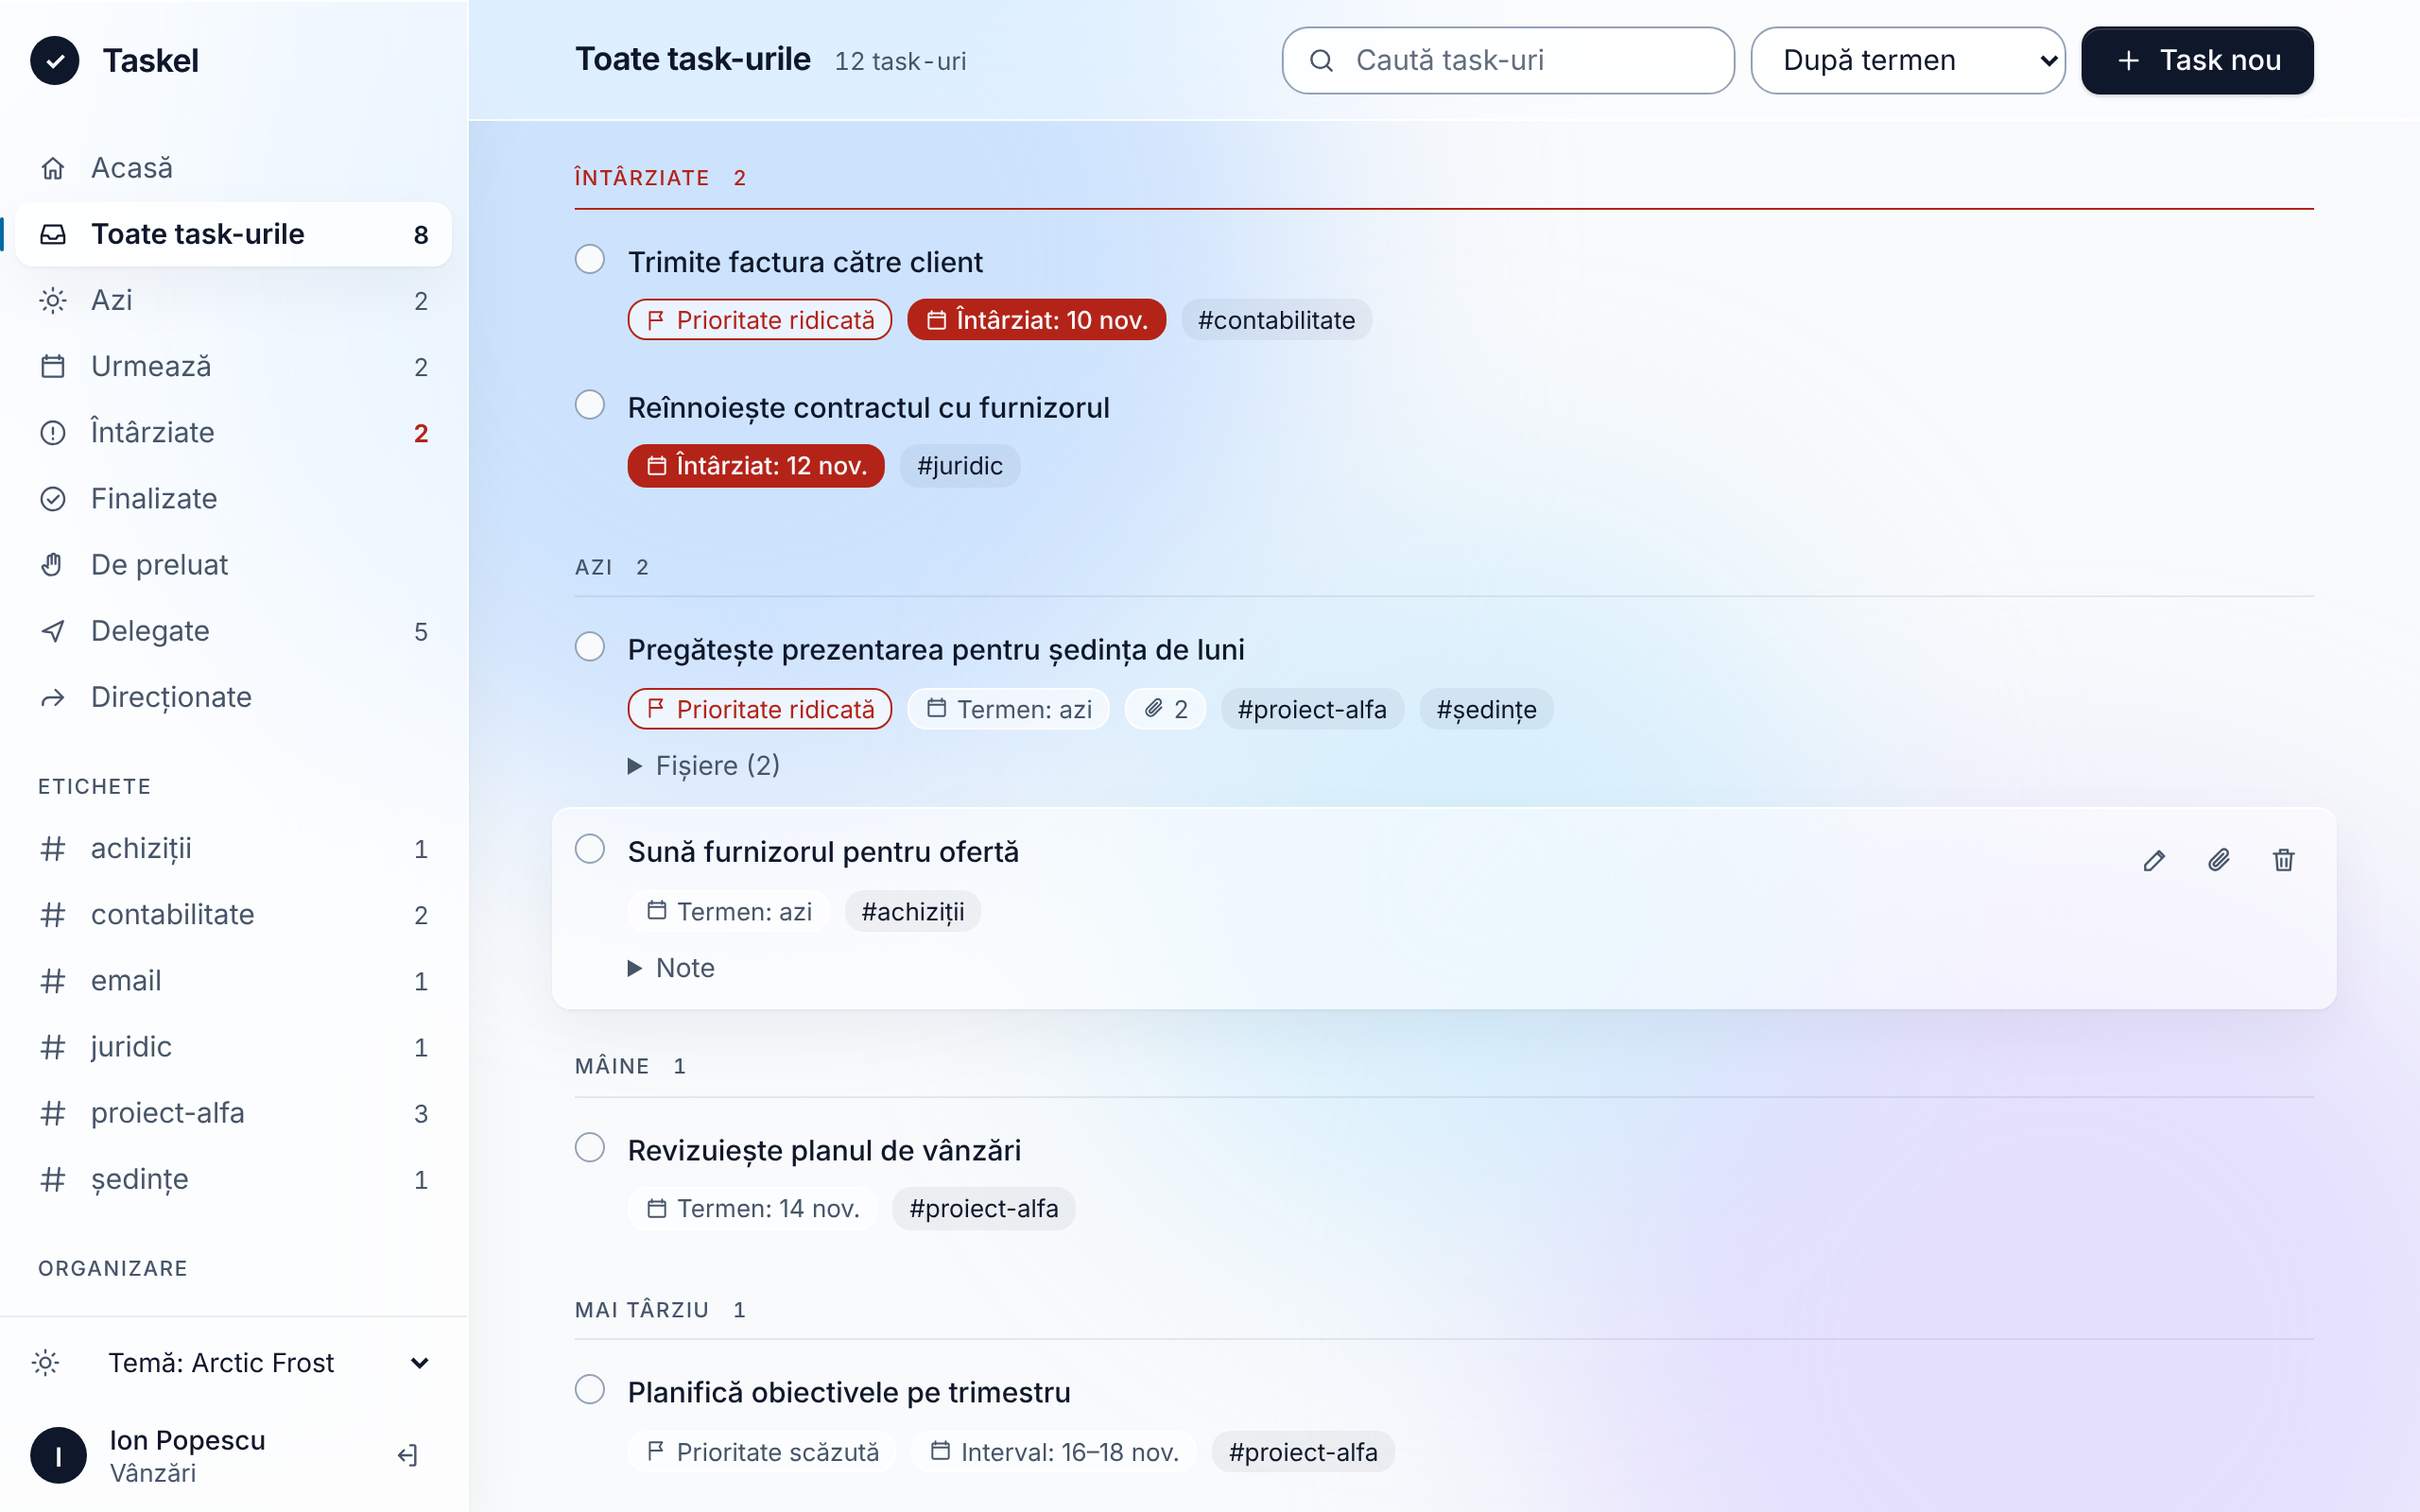 Taskel
Acasă
Toate task-urile 8
Azi 2
Urmează 2
Întârziate 2
Finalizate
De preluat
Delegate 5
Direcționate
ETICHETE
# achiziții 1
# contabilitate 2
# email 1
# juridic 1
# proiect-alfa 3
# ședințe 1
ORGANIZARE
Temă: Arctic Frost
I
Ion Popescu
Vânzări
Toate task-urile 12 task-uri
Caută task-uri
După termen
+ Task nou
ÎNTÂRZIATE 2
Trimite factura către client
Prioritate ridicată Întârziat: 10 nov. #contabilitate
Reînnoiește contractul cu furnizorul
Întârziat: 12 nov. #juridic
AZI 2
Pregătește prezentarea pentru ședința de luni
Prioritate ridicată Termen: azi 2 #proiect-alfa #ședințe
Fișiere (2)
Sună furnizorul pentru ofertă
Termen: azi #achiziții
Note
MÂINE 1
Revizuiește planul de vânzări
Termen: 14 nov. #proiect-alfa
MAI TÂRZIU 1
Planifică obiectivele pe trimestru
Prioritate scăzută Interval: 16–18 nov. #proiect-alfa